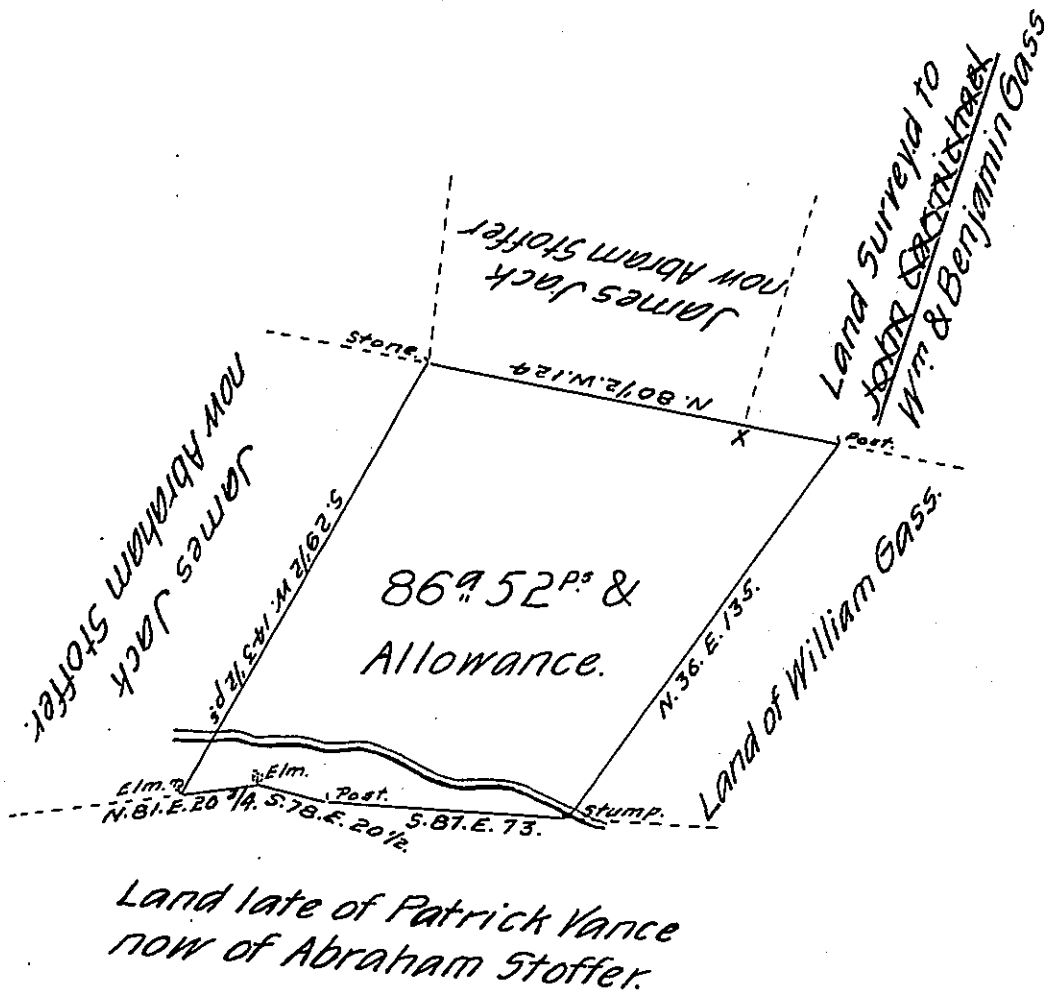 Land Surveyd to
John Carmichael
Wm & Benjamin Gass
James Jack
now Abram Stoffer
Stone.
N. 80 1/2. W. 124
X
Post.
James Jack
now Abraham Stoffer.
S. 29 1/2 W. 143 1/2 ps
86a 52ps &
Allowance.
N. 36. E. 135.
Land of William Gass.
Elm.
Elm.
Post.
Stump.
N. 81. E. 20 3/4. S. 78. E. 20 1/2.
S. 87. E. 73.
Land late of Patrick Vance
now of Abraham Stoffer.